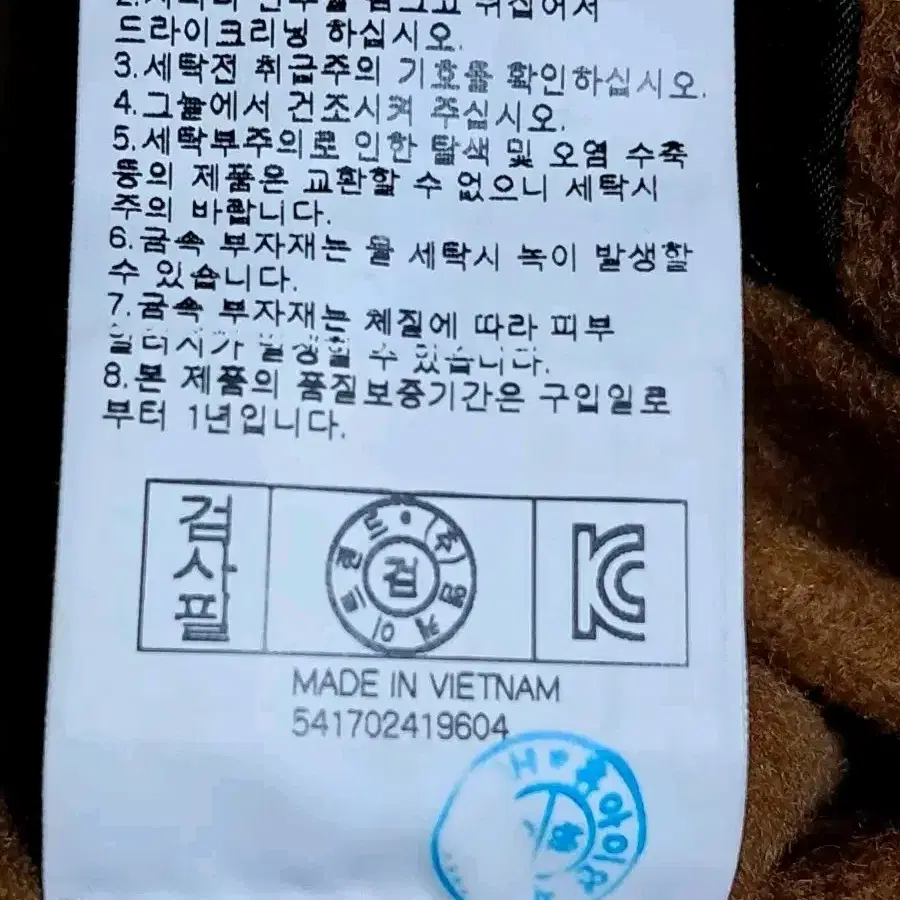 드라이크리닝 하십시오.
3.세탁전 취급주의 기호를 확인하십시오.
4.그늘에서 건조시켜 주십시오.
5.세탁부주의로 인한 탈색 및 오염 수축
등의 제품은 교환할 수 없으니 세탁시
주의 바랍니다.
6.금속 부자재는 물 세탁시 녹이 발생할
수 있습니다.
7.금속 부자재는 체질에 따라 피부
알러지가 발생할 수 있습니다.
8.본 제품의 품질보증기간은 구입일로
부터 1년입니다.
검사필
검
KC
MADE IN VIETNAM
541702419604